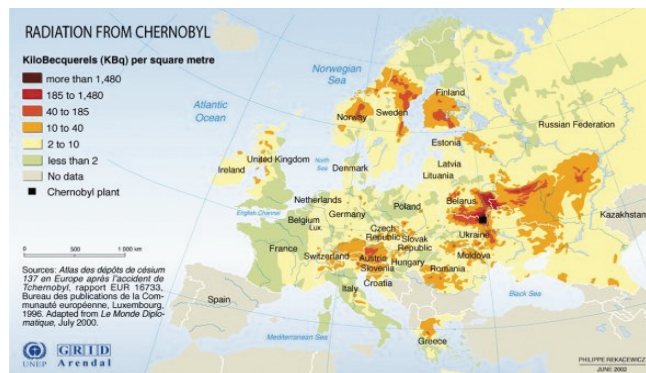 RADIATION FROM CHERNOBYL
KiloBecquerels (KBq) per square metre
more than 1,480
185 to 1,480
40 to 185
10 to 40
2 to 10
less than 2
No data
Chernobyl plant
Norwegian
Sea
Atlantic
Ocean
Finland
Norway
Sweden
Russian Federation
Estonia
Latvia
Lithuania
Ireland
United Kingdom
North
Sea
Denmark
Belarus
Netherlands
Poland
English Channel
Belgium
Germany
Lux.
Kazakhstan
Ukraine
Czech
Republic
Slovak
Republic
Moldova
France
Switzerland
Austria
Hungary
Slovenia
Romania
Croatia
Italy
Spain
Black Sea
Mediterranean Sea
Greece
0 500 1 000 km
Sources: Atlas des dépôts de césium
137 en Europe après l'accident de
Tchernobyl, rapport EUR 16733,
Bureau des publications de la Com-
munauté européenne, Luxembourg,
1996. Adapted from Le Monde Diplo-
matique, July 2000.
UNEP
GRID
Arendal
PHILIPPE REKACEWICZ
JUNE 2002